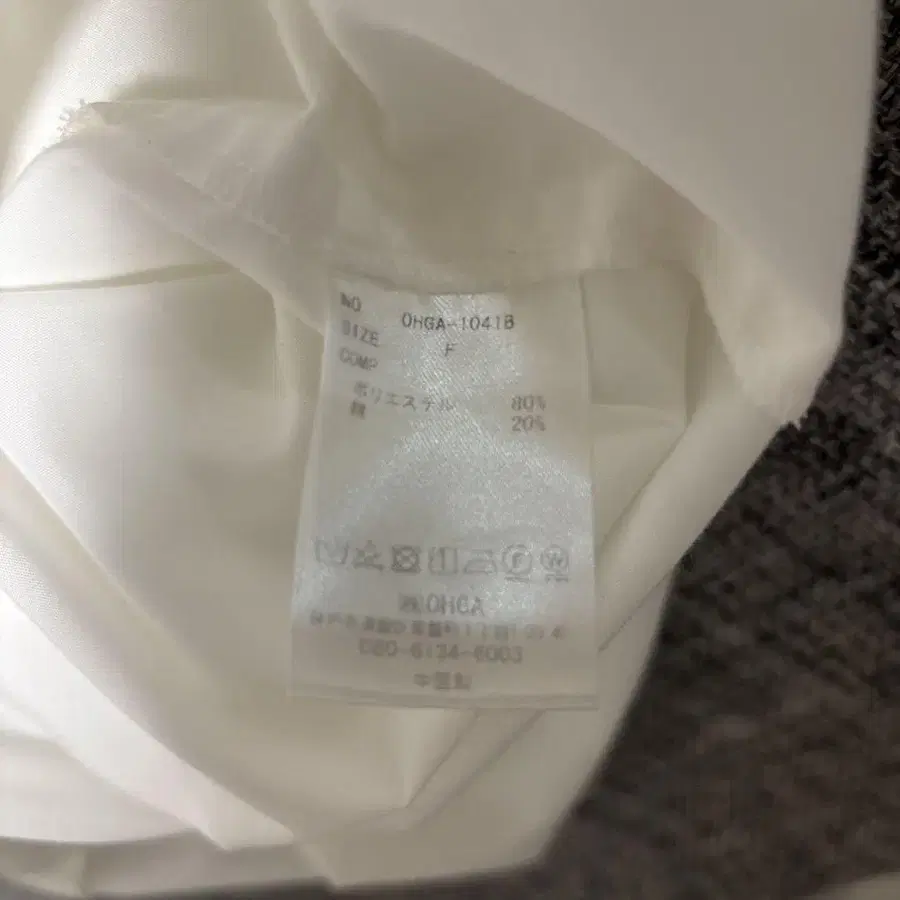 NO OHGA-1041B
SIZE F
COMP
ポリエステル 80%
綿 20%
㈱OHGA
080-6134-6003
中国製